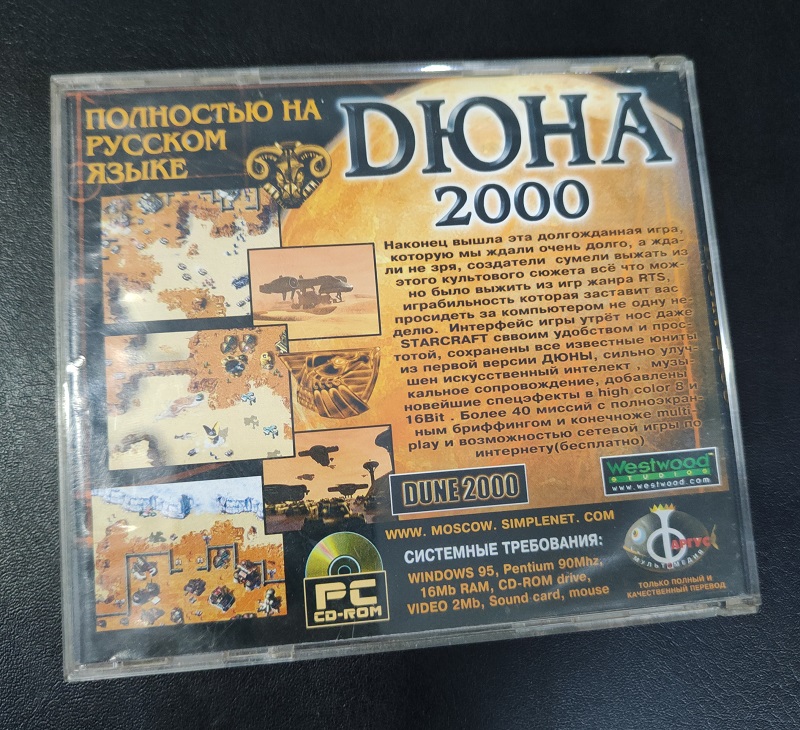 ПОЛНОСТЬЮ НА
РУССКОМ
ЯЗЫКЕ
ДЮНА
2000
Наконец вышла эта долгожданная игра,
которую мы ждали очень долго, а жда-
ли не зря, создатели сумели выжать из
этого культового сюжета всё что мож-
но было выжить из игр жанра RTS,
играбильность которая заставит вас
просидеть за компьютером не одну не-
делю. Интерфейс игры утрёт нос даже
STARCRAFT сввоим удобством и прос-
тотой, сохранены все известные юниты
из первой версии ДЮНЫ, сильно улуч-
шен искусственный интелект , музы-
кальное сопровождение, добавлены
новейшие спецэфекты в high color 8 и
16Bit . Более 40 миссий с полноэкран-
ным бриффингом и конечноже multi-
play и возможностью сетевой игры по
интернету(бесплатно)
DUNE 2000
Westwood
STUDIOS
www.westwood.com
WWW. MOSCOW. SIMPLENET. COM
СИСТЕМНЫЕ ТРЕБОВАНИЯ:
WINDOWS 95, Pentium 90Mhz,
16Mb RAM, CD-ROM drive,
VIDEO 2Mb, Sound card, mouse
PC
CD-ROM
ФАРГУС
МУЛЬТИМЕДИЯ
ТОЛЬКО ПОЛНЫЙ И
КАЧЕСТВЕННЫЙ ПЕРЕВОД